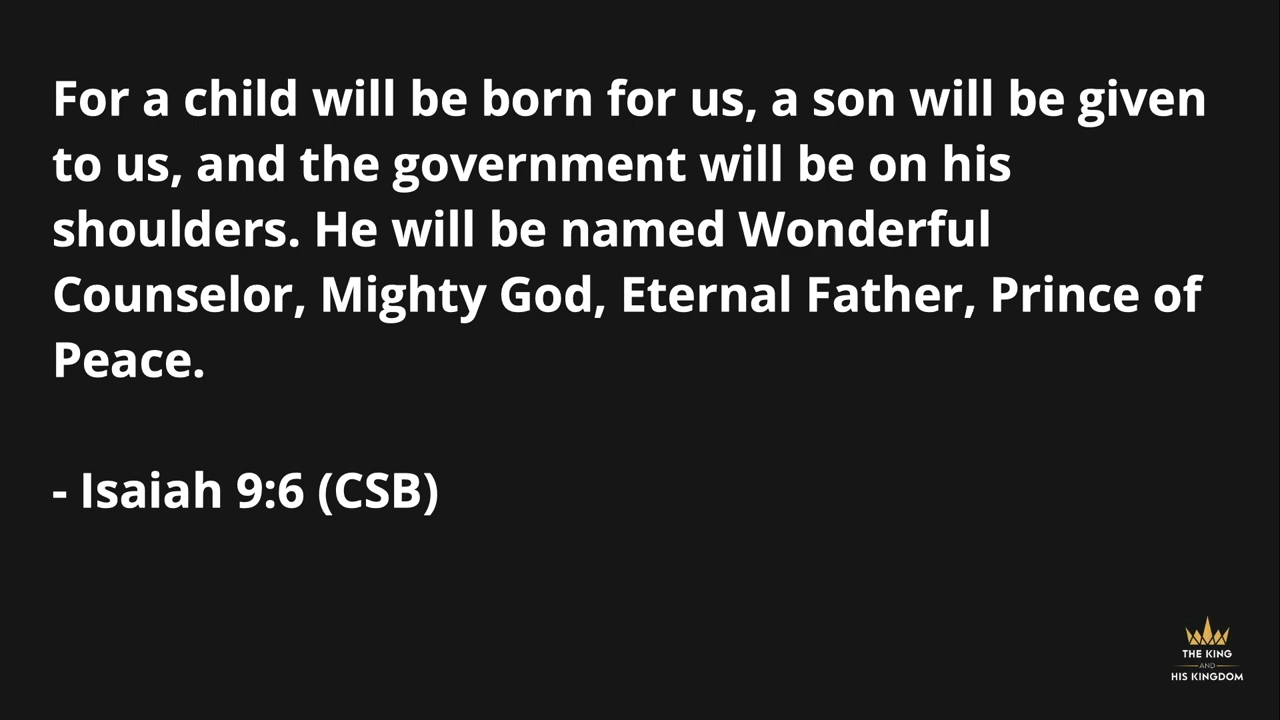 For a child will be born for us, a son will be given
to us, and the government will be on his
shoulders. He will be named Wonderful
Counselor, Mighty God, Eternal Father, Prince of
Peace.
- Isaiah 9:6 (CSB)
THE KING
AND
HIS KINGDOM